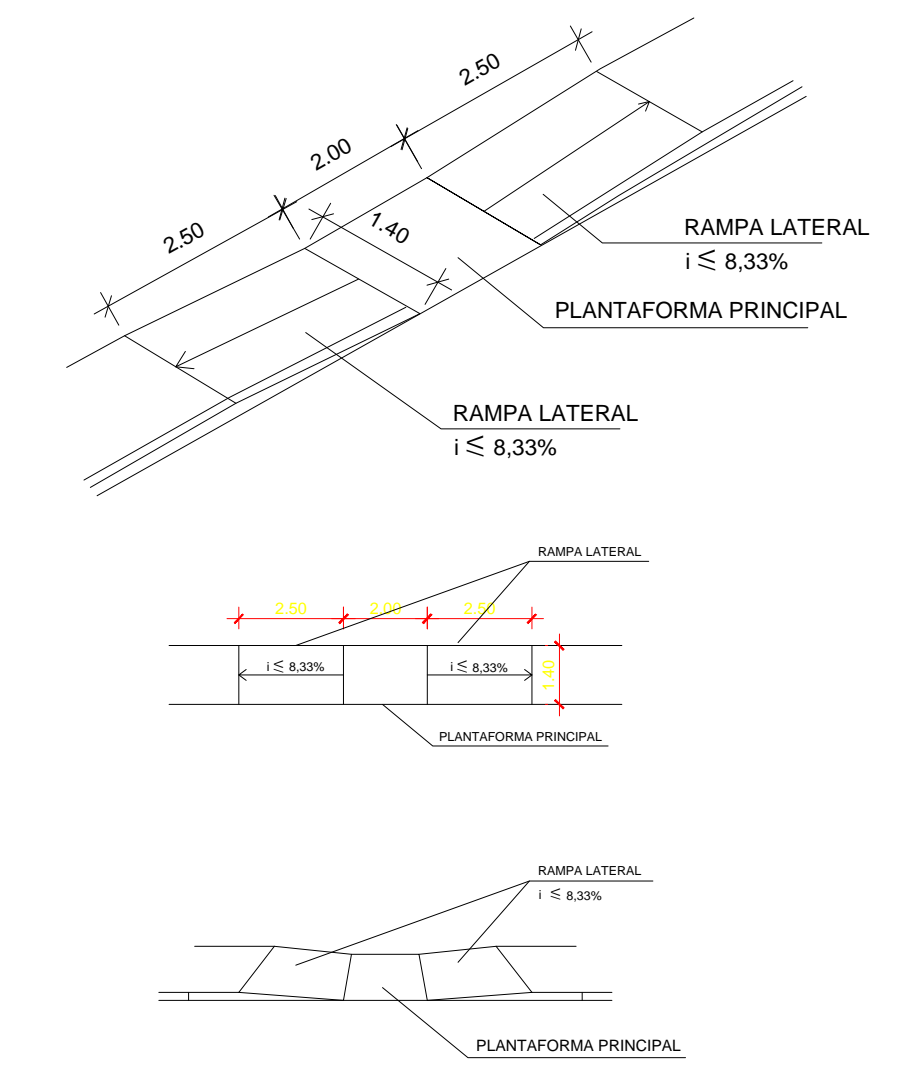 2.50
2.00
2.50
1.40
RAMPA LATERAL
i ≤ 8,33%
PLANTAFORMA PRINCIPAL
RAMPA LATERAL
i ≤ 8,33%
RAMPA LATERAL
2.50 2.00 2.50
i ≤ 8,33% i ≤ 8,33%
1.40
PLANTAFORMA PRINCIPAL
RAMPA LATERAL
i ≤ 8,33%
PLANTAFORMA PRINCIPAL